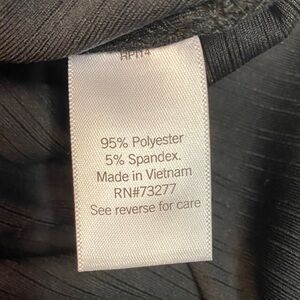 95% Polyester
5% Spandex.
Made in Vietnam
RN#73277
See reverse for care